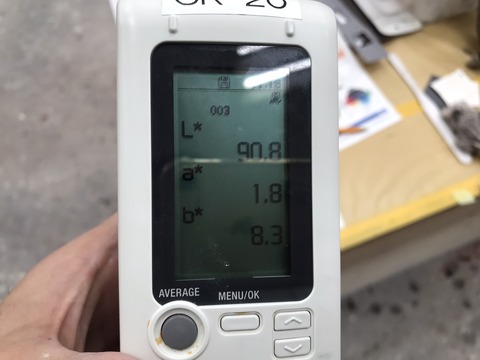 003
L*
90.8
a*
1.8
b*
8.3
AVERAGE MENU/OK